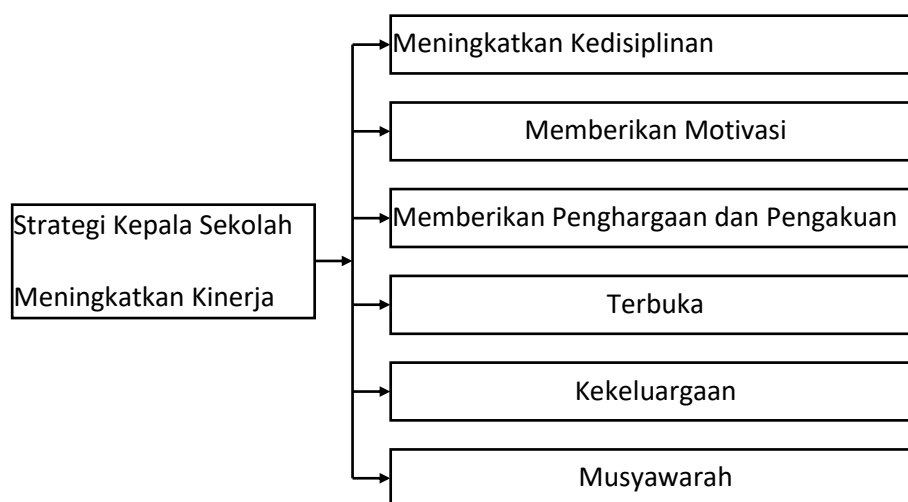 Meningkatkan Kedisiplinan
Memberikan Motivasi
Memberikan Penghargaan dan Pengakuan
Strategi Kepala Sekolah
Meningkatkan Kinerja
Terbuka
Kekeluargaan
Musyawarah